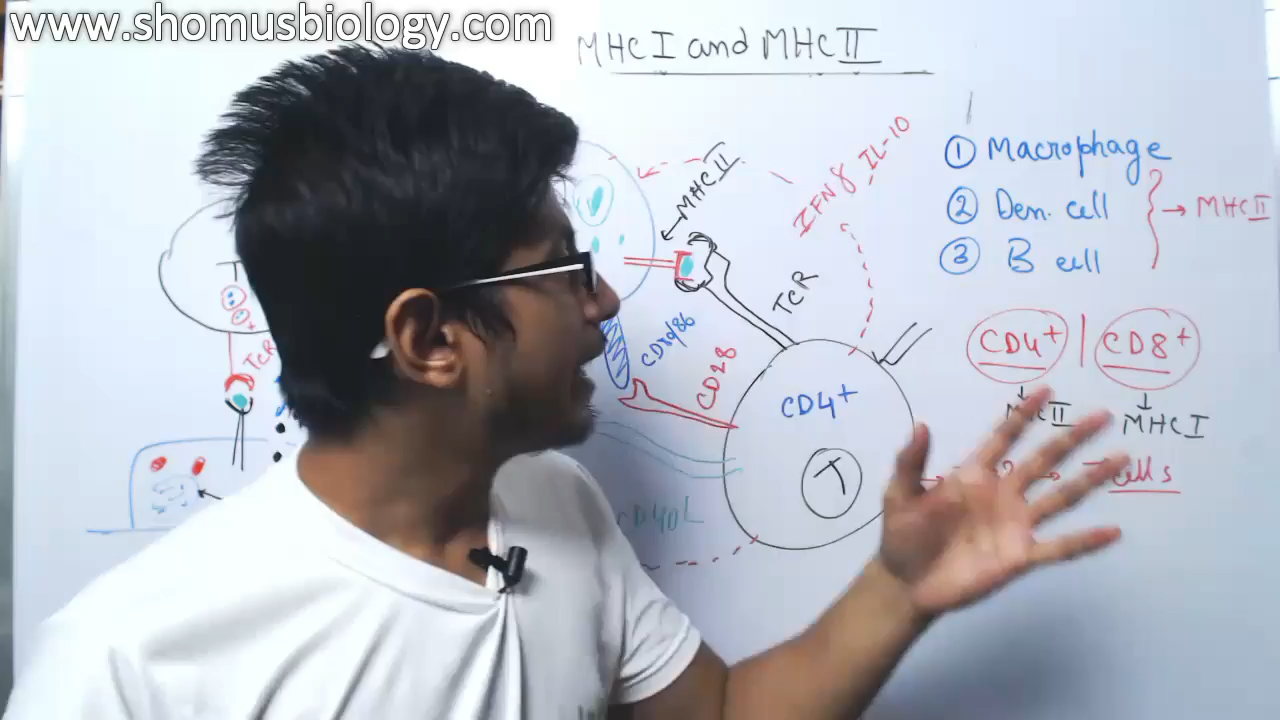 www.shomusbiology.com
MHC I and MHC II
① Macrophage
② Den. cell
③ B cell
→ MHC II
IFN γ IL-10
MHC II
TCR
CD80/86
CD28
CD4+
T
CD40L
CD4+ | CD8+
MHC I
T cells
T
TCR